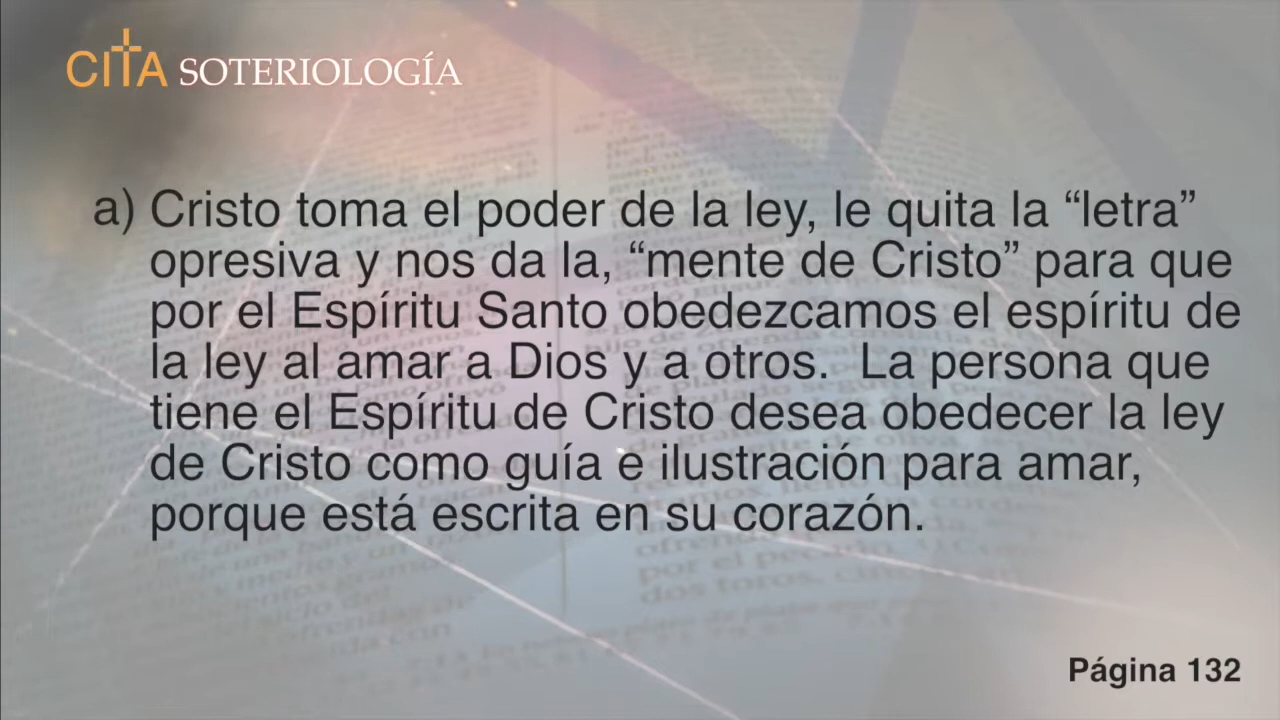 CITA SOTERIOLOGÍA
a) Cristo toma el poder de la ley, le quita la “letra”
opresiva y nos da la, “mente de Cristo” para que
por el Espíritu Santo obedezcamos el espíritu de
la ley al amar a Dios y a otros.  La persona que
tiene el Espíritu de Cristo desea obedecer la ley
de Cristo como guía e ilustración para amar,
porque está escrita en su corazón.
Página 132